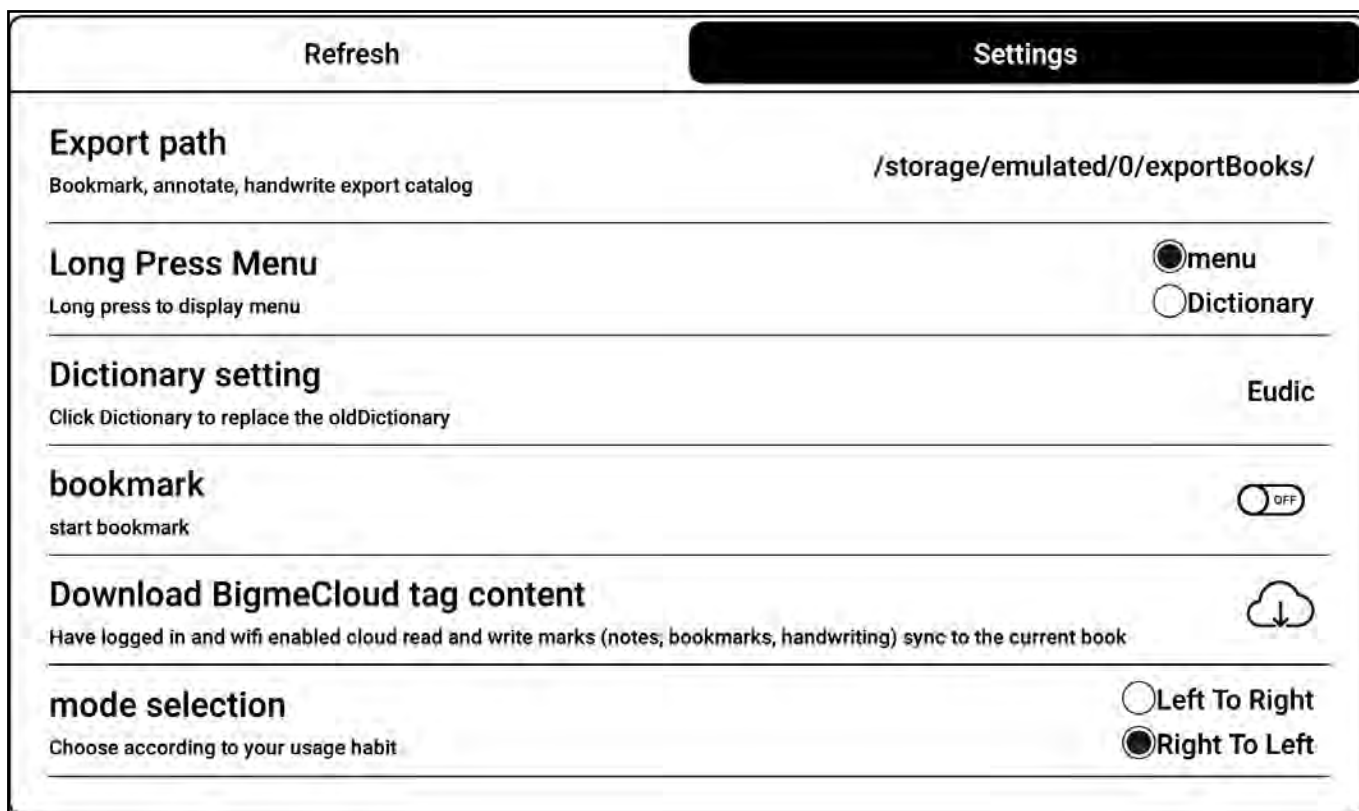 Refresh
Settings
Export path
/storage/emulated/0/exportBooks/
Bookmark, annotate, handwrite export catalog
Long Press Menu
menu
Long press to display menu
Dictionary
Dictionary setting
Eudic
Click Dictionary to replace the oldDictionary
bookmark
OFF
start bookmark
Download BigmeCloud tag content
Have logged in and wifi enabled cloud read and write marks (notes, bookmarks, handwriting) sync to the current book
mode selection
Left To Right
Choose according to your usage habit
Right To Left